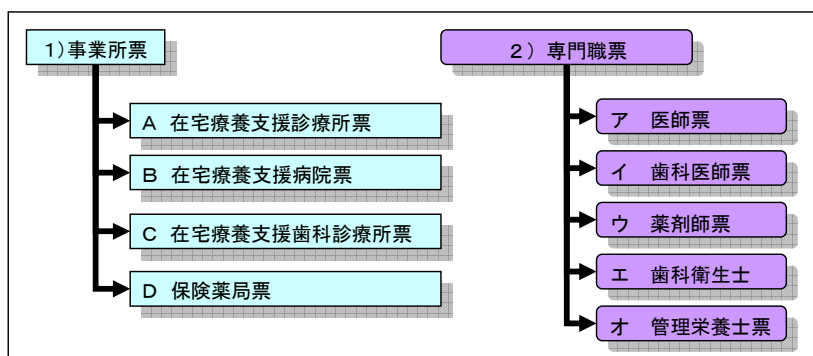 1)事業所票
A 在宅療養支援診療所票
B 在宅療養支援病院票
C 在宅療養支援歯科診療所票
D 保険薬局票
2) 専門職票
ア 医師票
イ 歯科医師票
ウ 薬剤師票
エ 歯科衛生士
オ 管理栄養士票